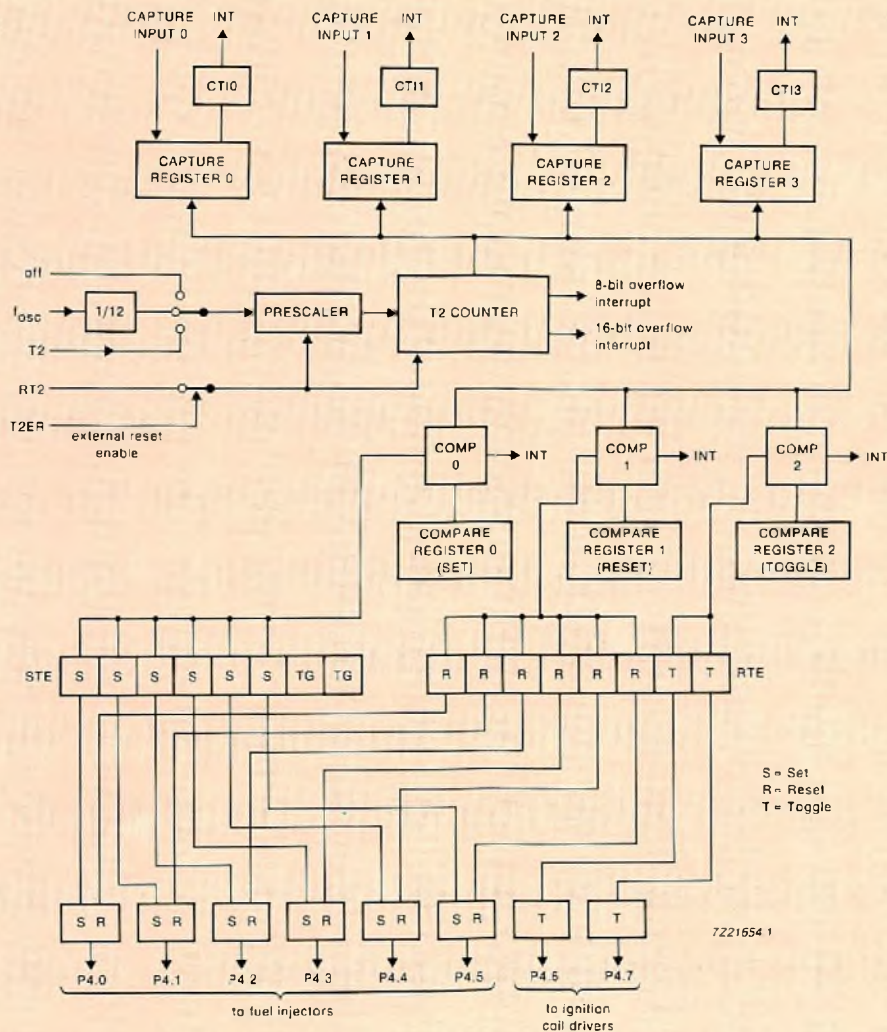 CAPTURE INPUT 0
INT
CAPTURE INPUT 1
INT
CAPTURE INPUT 2
INT
CAPTURE INPUT 3
INT
CTI0
CTI1
CTI2
CTI3
CAPTURE REGISTER 0
CAPTURE REGISTER 1
CAPTURE REGISTER 2
CAPTURE REGISTER 3
off
fosc
1/12
T2
PRESCALER
T2 COUNTER
8-bit overflow
interrupt
16-bit overflow
interrupt
RT2
T2ER
external reset
enable
COMP 0
INT
COMP 1
INT
COMP 2
INT
COMPARE
REGISTER 0
(SET)
COMPARE
REGISTER 1
(RESET)
COMPARE
REGISTER 2
(TOGGLE)
STE
S S S S S S TG TG
R R R R R R T T
RTE
S = Set
R = Reset
T = Toggle
S R
S R
S R
S R
S R
S R
T
T
7Z21654.1
P4.0
P4.1
P4.2
P4.3
P4.4
P4.5
P4.6
P4.7
to fuel injectors
to ignition
coil drivers